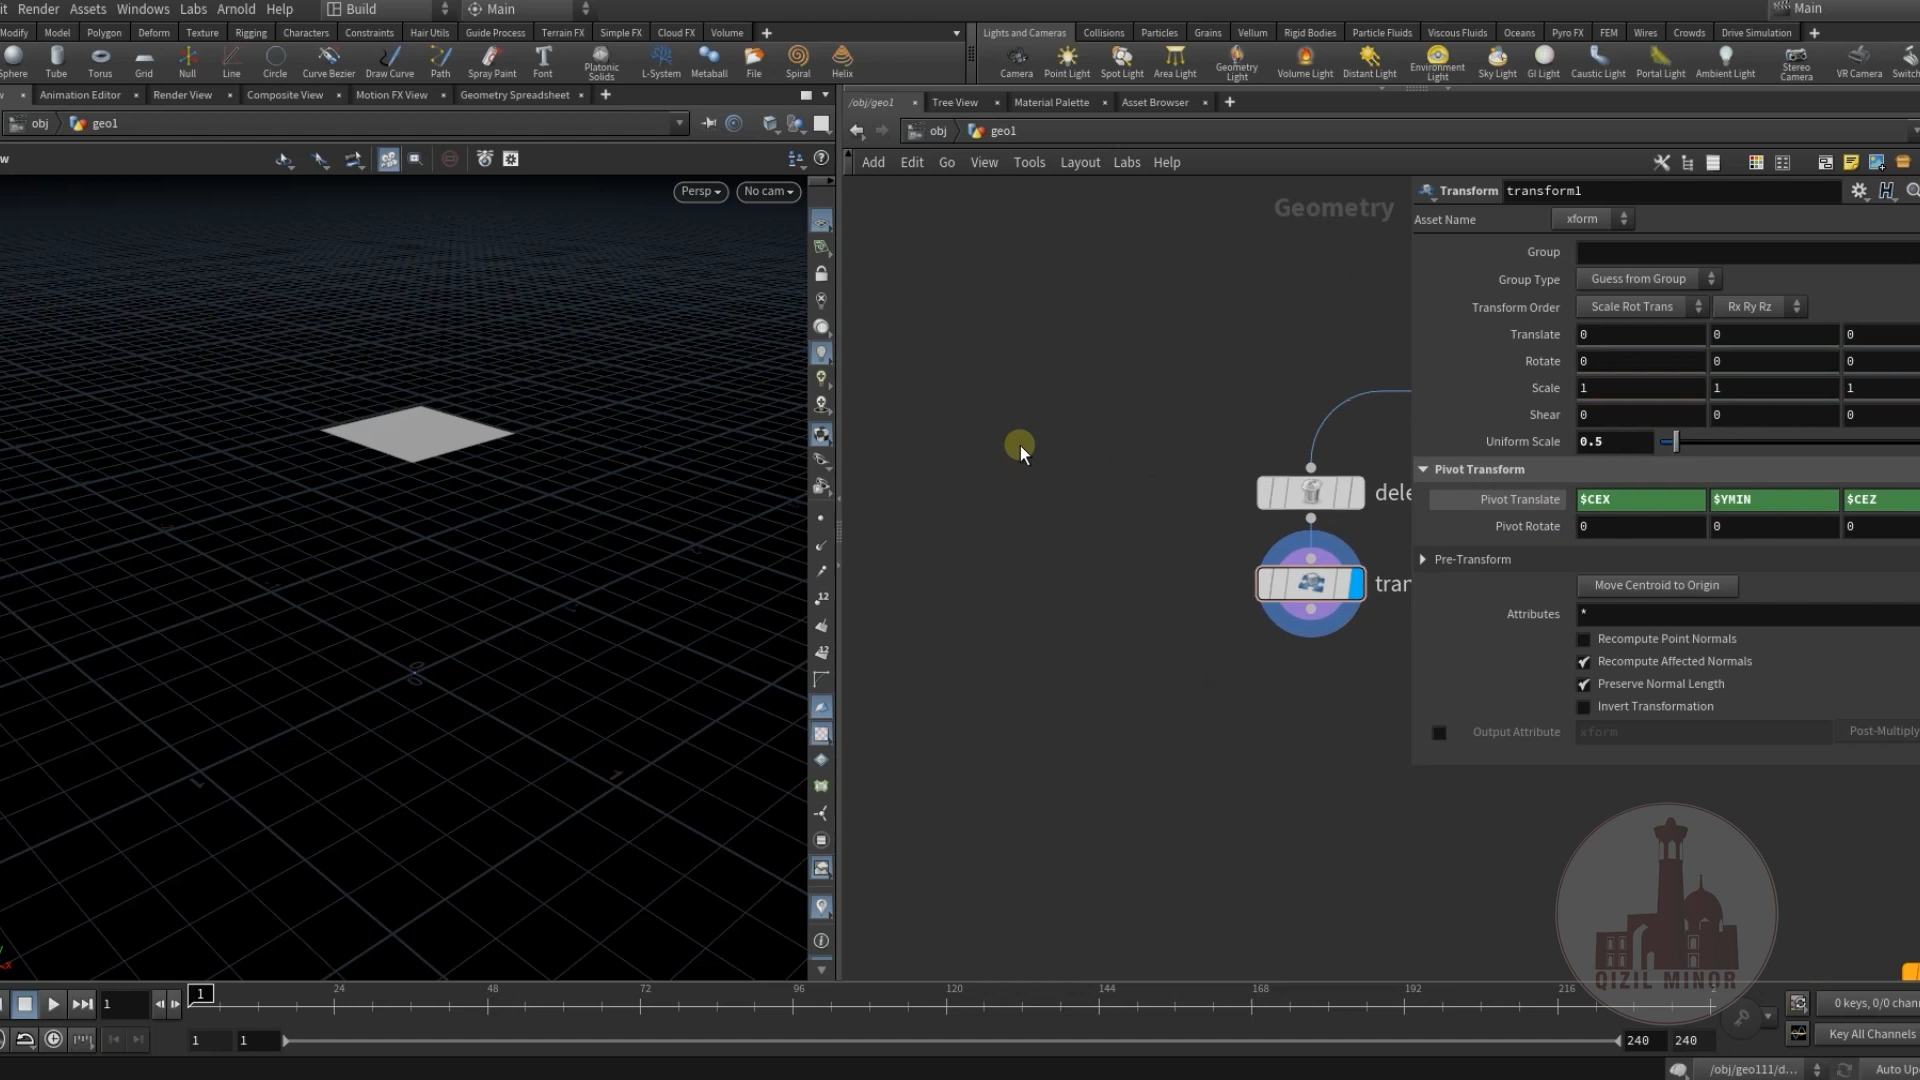 it Render Assets Windows Labs Arnold Help Build Main Main
Modify Model Polygon Deform Texture Rigging Characters Constraints Hair Utils Guide Process Terrain FX Simple FX Cloud FX Volume
Lights and Cameras Collisions Particles Grains Vellum Rigid Bodies Particle Fluids Viscous Fluids Oceans Pyro FX FEM Wires Crowds Drive Simulation
Sphere Tube Torus Grid Null Line Circle Curve Bezier Draw Curve Path Spray Paint Font Platonic Solids L-System Metaball File Spiral Helix
Camera Point Light Spot Light Area Light Geometry Light Volume Light Distant Light Environment Light Sky Light GI Light Caustic Light Portal Light Ambient Light Stereo Camera VR Camera Switch
w Animation Editor Render View Composite View Motion FX View Geometry Spreadsheet
/obj/geo1 Tree View Material Palette Asset Browser
obj geo1
obj geo1
w
Add Edit Go View Tools Layout Labs Help
Persp No cam
Geometry
Transform transform1
Asset Name xform
Group
Group Type Guess from Group
Transform Order Scale Rot Trans Rx Ry Rz
Translate 0 0 0
Rotate 0 0 0
Scale 1 1 1
Shear 0 0 0
Uniform Scale 0.5
Pivot Transform
Pivot Translate $CEX $YMIN $CEZ
Pivot Rotate 0 0 0
Pre-Transform
Move Centroid to Origin
Attributes *
Recompute Point Normals
Recompute Affected Normals
Preserve Normal Length
Invert Transformation
Output Attribute xform Post-Multiply
dele
tran
12
12
QIZIL MINOR
1 1 24 48 72 96 120 144 168 192 216 2
0 keys, 0/0 chann
1 1 240 240
Key All Channels
/obj/geo111/d... Auto Up